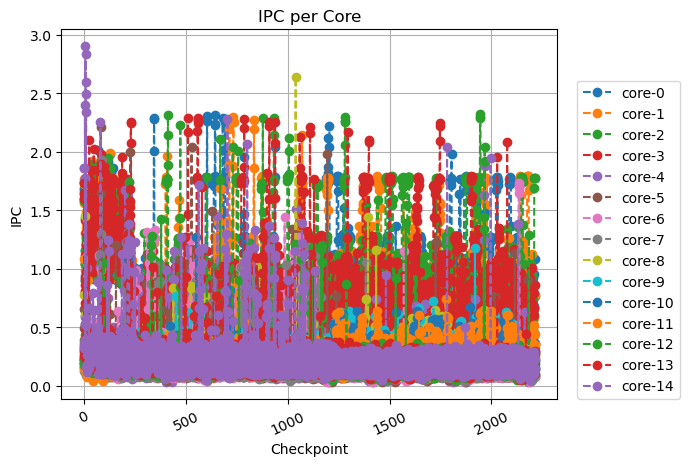 IPC per Core
3.0
2.5
2.0
1.5
1.0
0.5
0.0
IPC
0
500
1000
1500
2000
Checkpoint
core-0
core-1
core-2
core-3
core-4
core-5
core-6
core-7
core-8
core-9
core-10
core-11
core-12
core-13
core-14